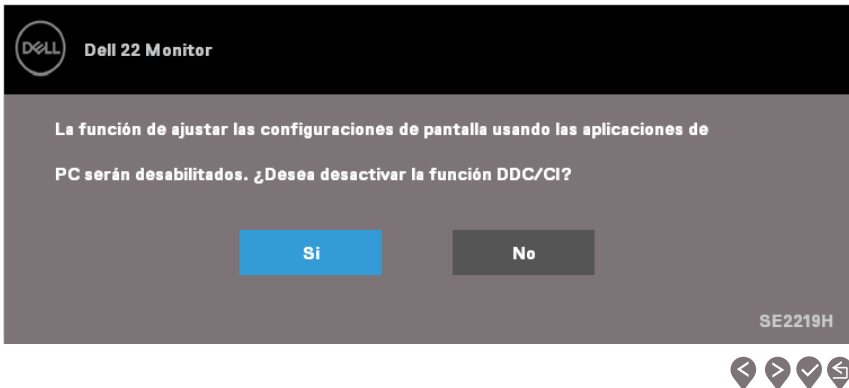 DELL
Dell 22 Monitor
La función de ajustar las configuraciones de pantalla usando las aplicaciones de
PC serán desabilitados. ¿Desea desactivar la función DDC/CI?
Si
No
SE2219H